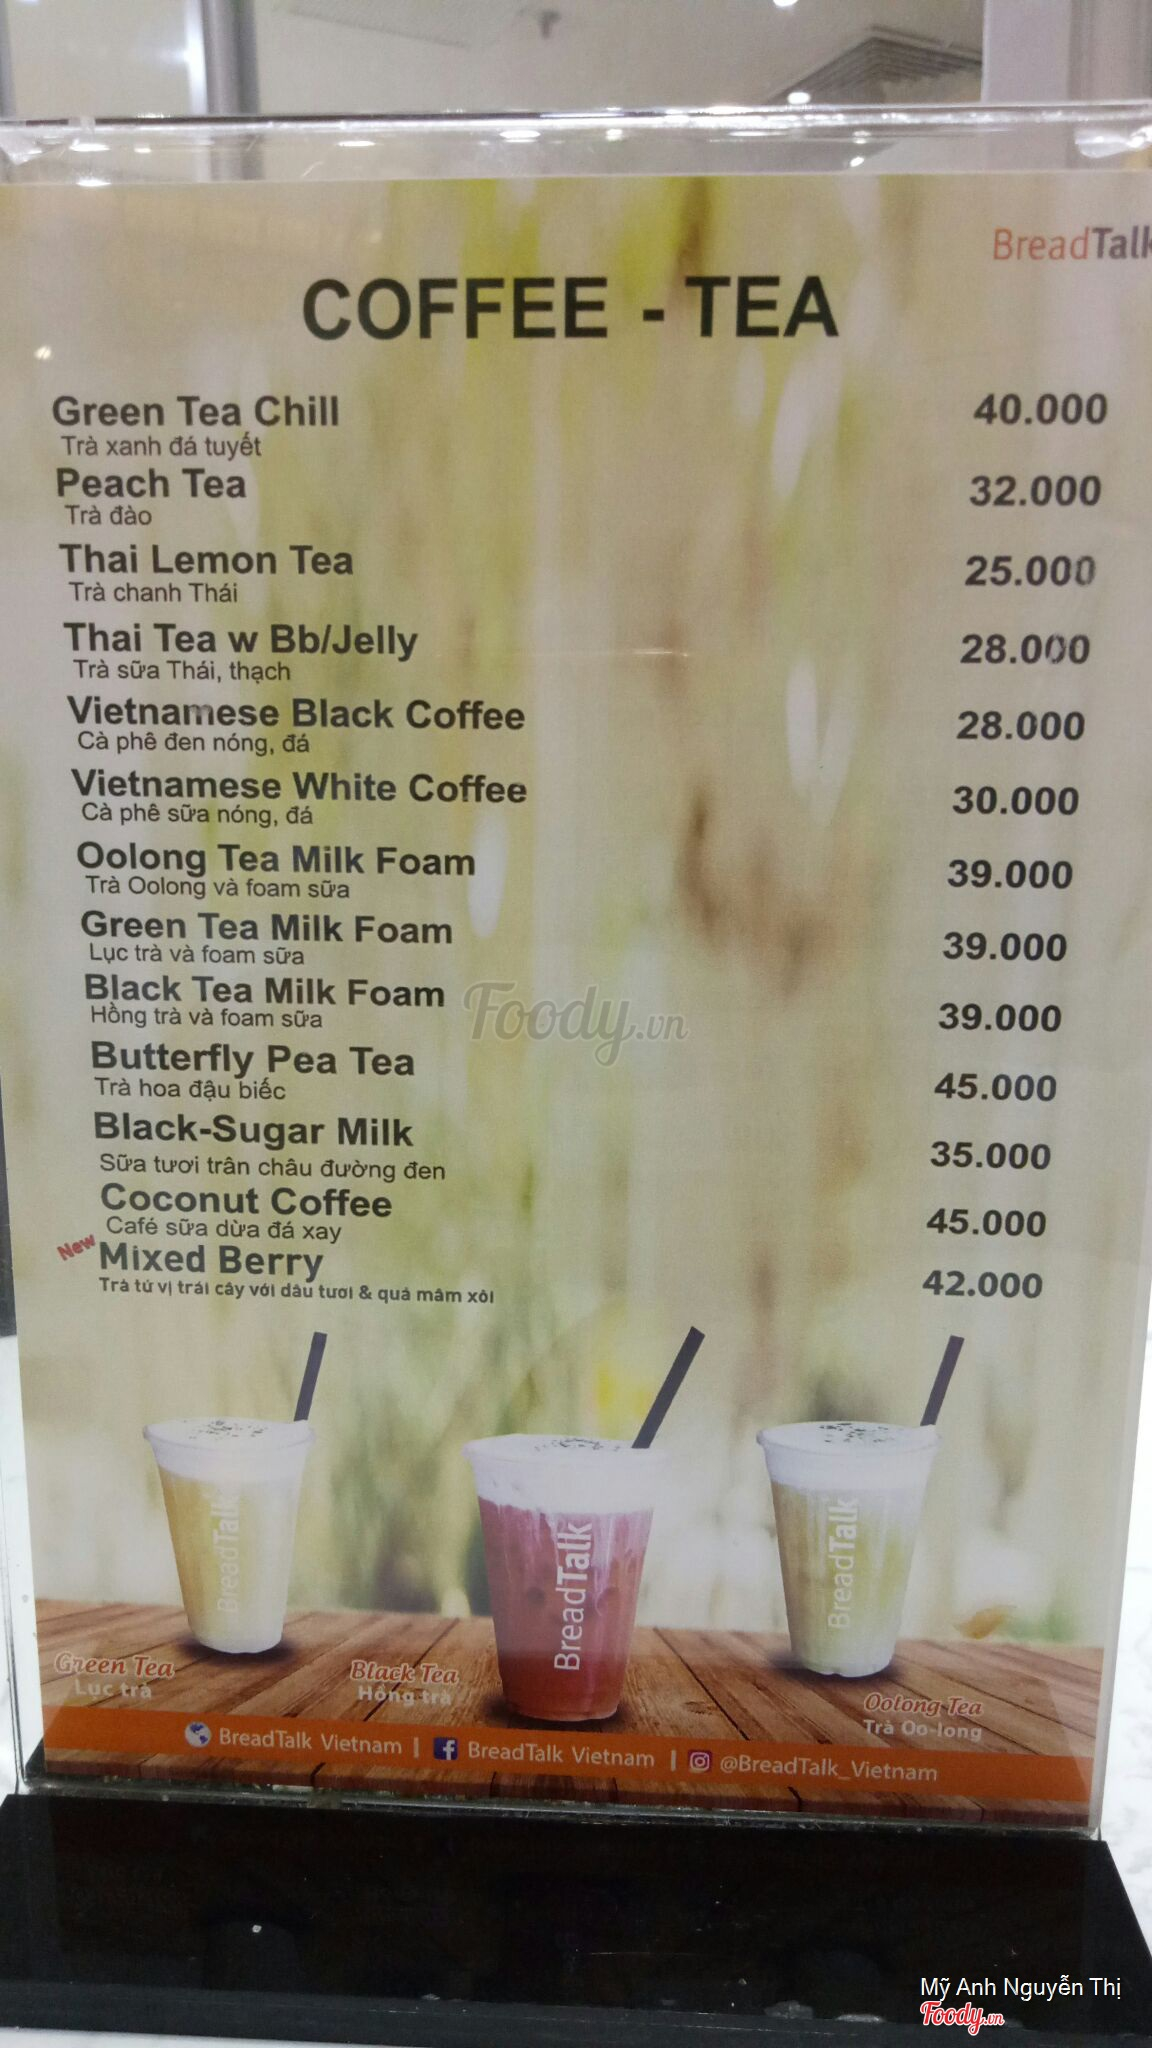 BreadTalk
COFFEE - TEA
Green Tea Chill 40.000
Trà xanh đá tuyết
Peach Tea 32.000
Trà đào
Thai Lemon Tea 25.000
Trà chanh Thái
Thai Tea w Bb/Jelly 28.000
Trà sữa Thái, thạch
Vietnamese Black Coffee 28.000
Cà phê đen nóng, đá
Vietnamese White Coffee 30.000
Cà phê sữa nóng, đá
Oolong Tea Milk Foam 39.000
Trà Oolong và foam sữa
Green Tea Milk Foam 39.000
Lục trà và foam sữa
Black Tea Milk Foam 39.000
Hồng trà và foam sữa
Foody.vn
Butterfly Pea Tea 45.000
Trà hoa đậu biếc
Black-Sugar Milk 35.000
Sữa tươi trân châu đường đen
Coconut Coffee 45.000
Café sữa dừa đá xay
New Mixed Berry 42.000
Trà tứ vị trái cây với dâu tươi & quả mâm xôi
BreadTalk
BreadTalk
BreadTalk
Green Tea
Lục trà
Black Tea
Hồng trà
Oolong Tea
Trà Oo-long
BreadTalk Vietnam | BreadTalk Vietnam | @BreadTalk_Vietnam
Mỹ Anh Nguyễn Thị
Foody.vn